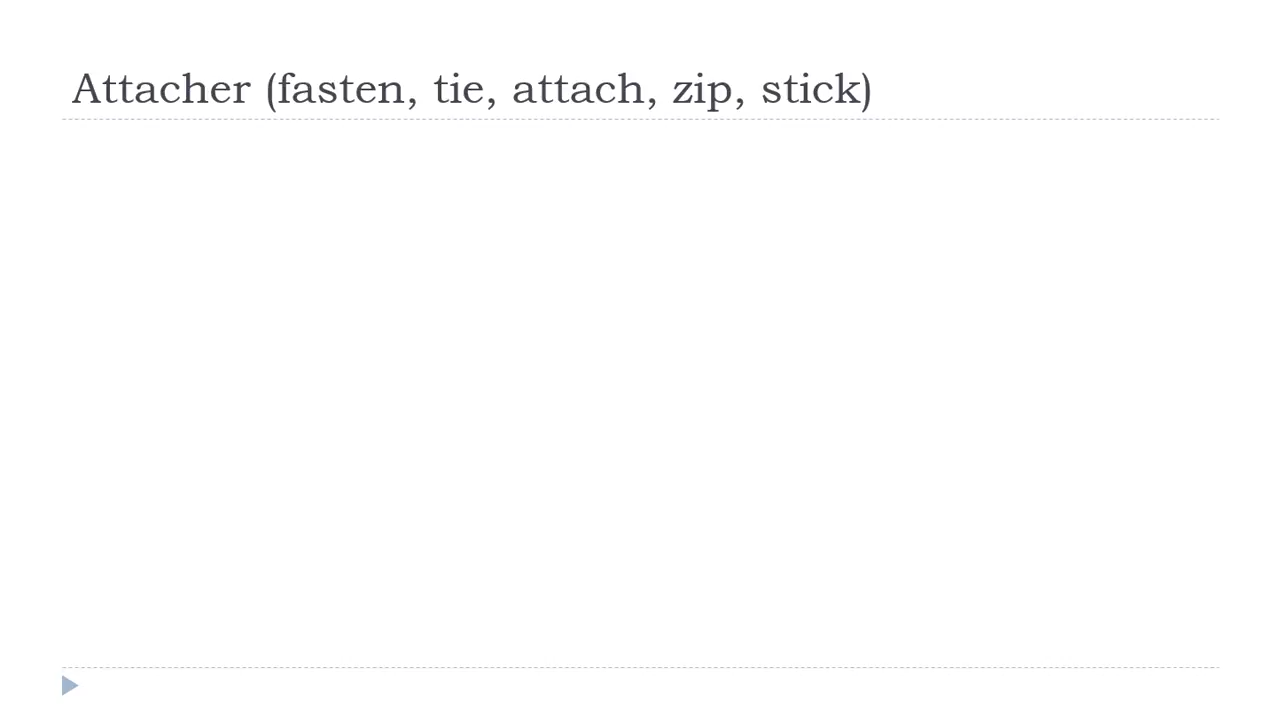 Attacher (fasten, tie, attach, zip, stick)